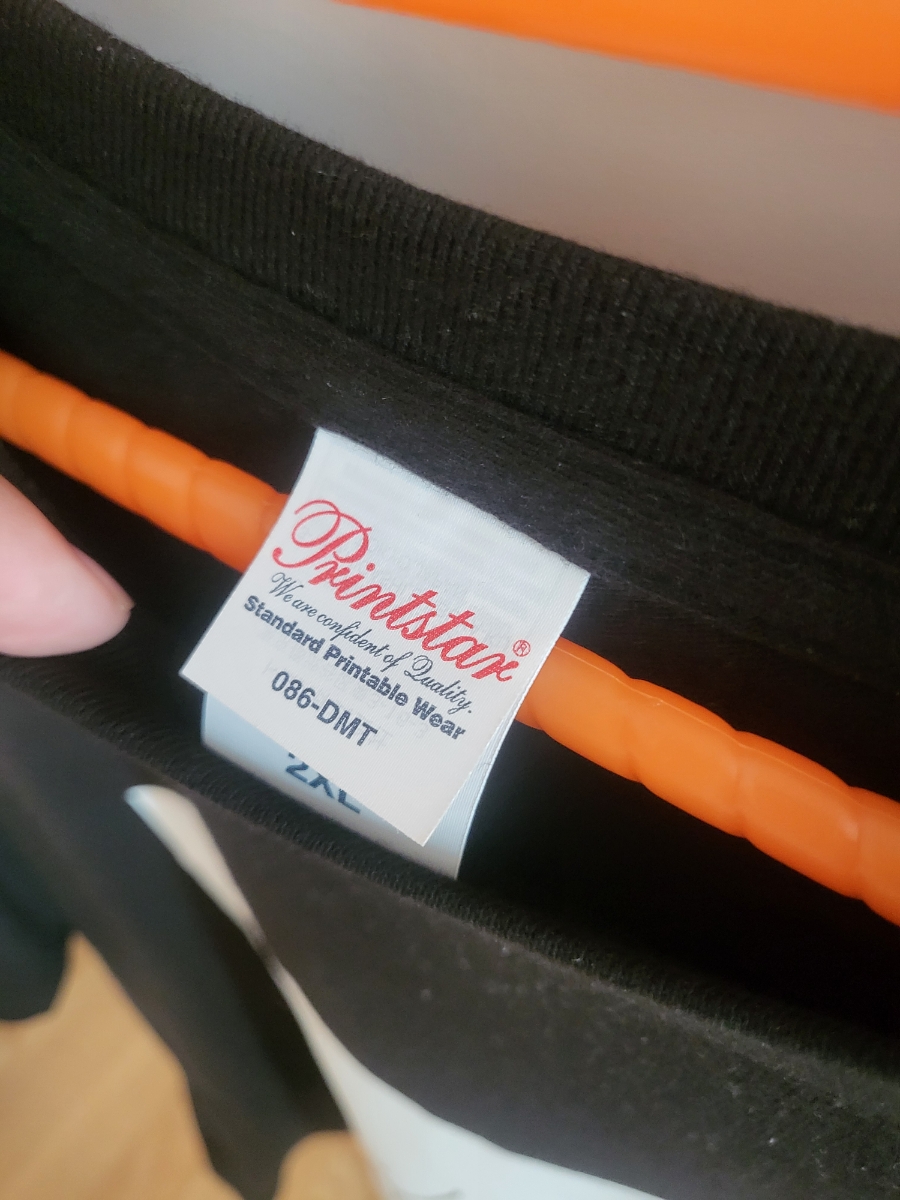 Printstar®
We are confident of Quality.
Standard Printable Wear
086-DMT
2XL